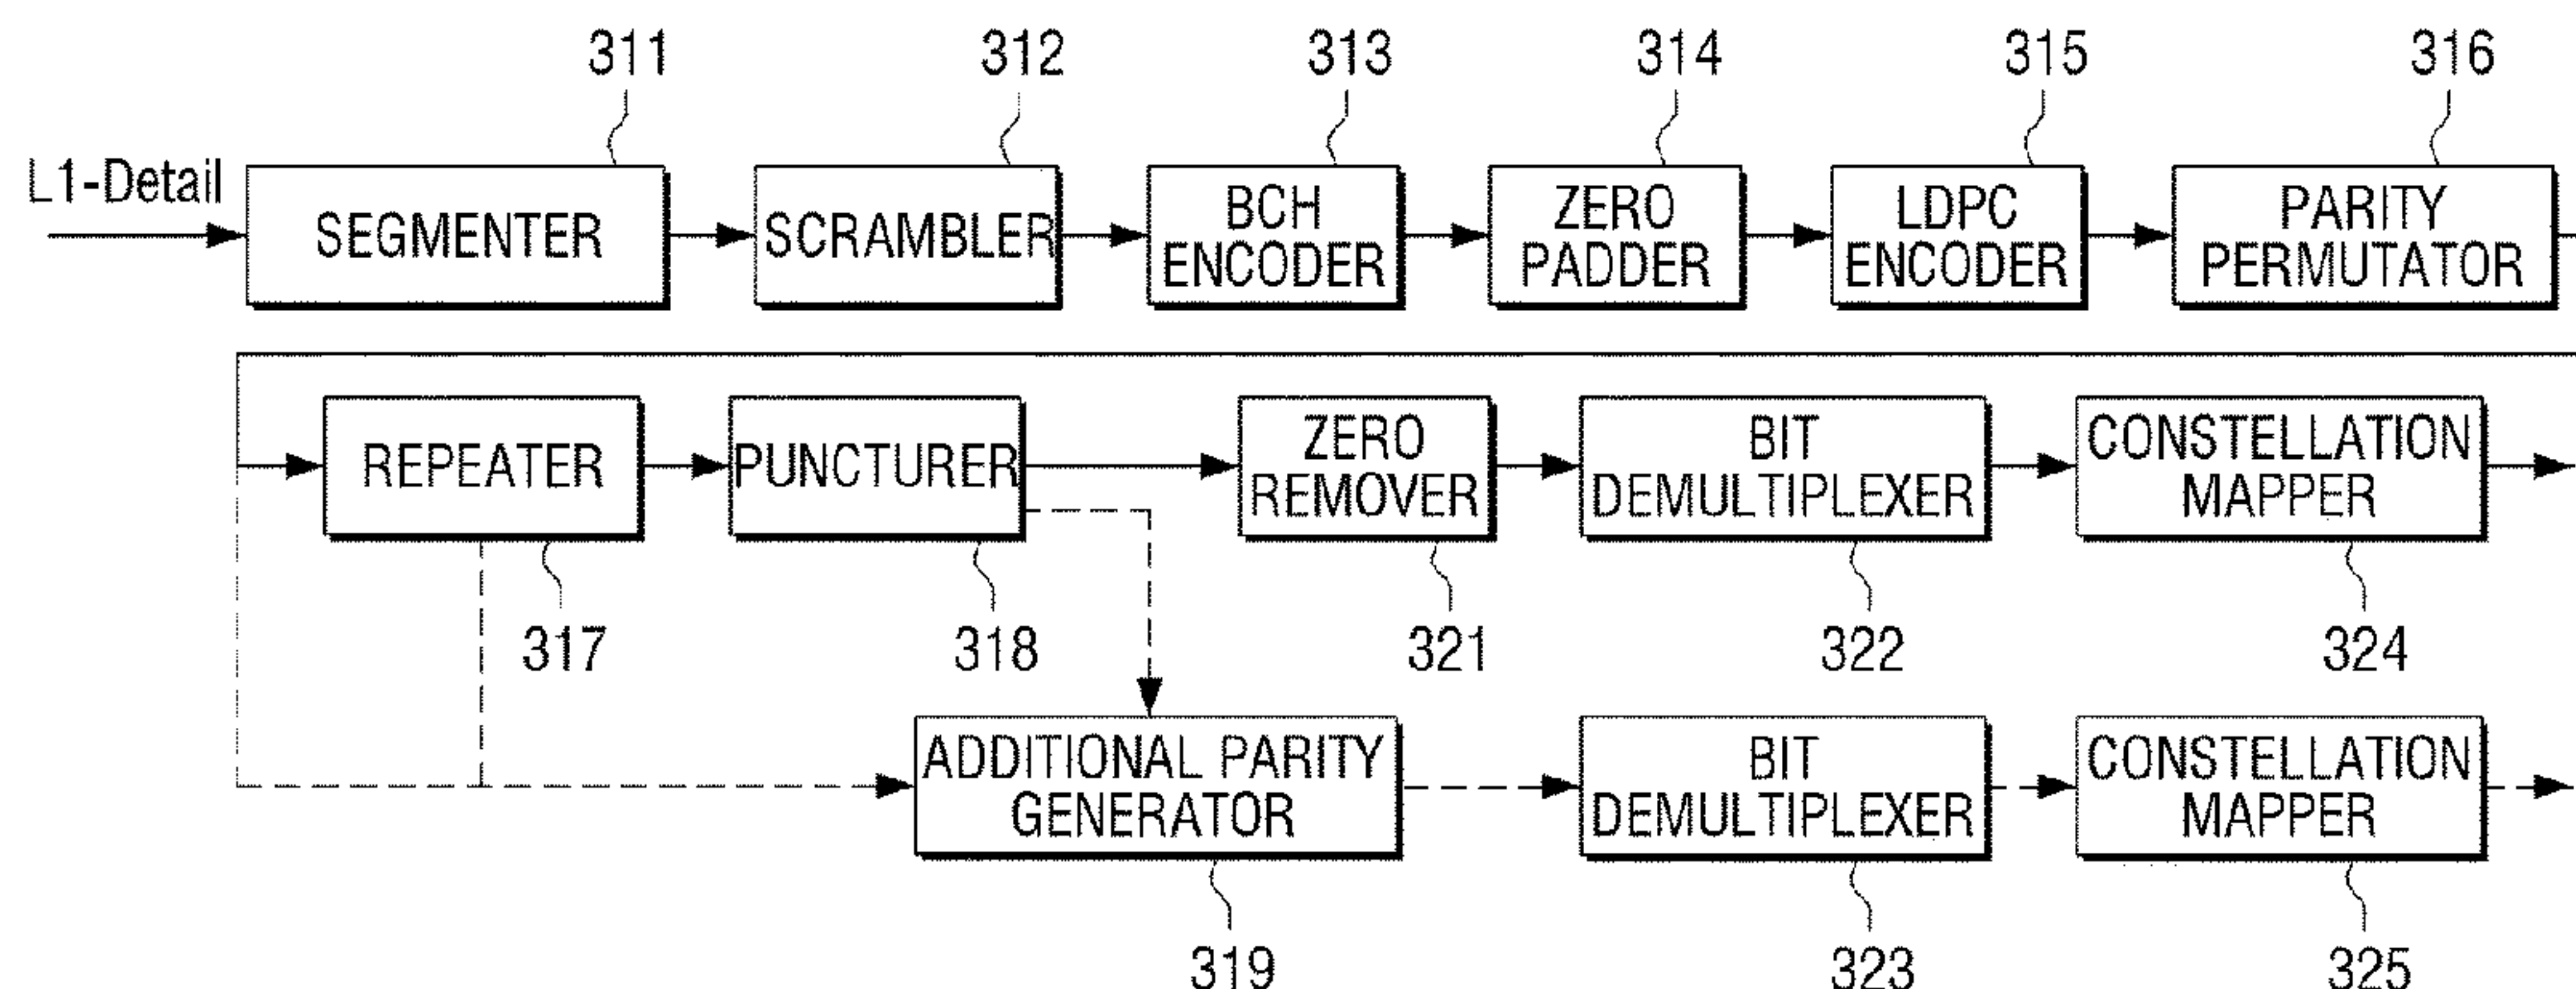 311
312
313
314
315
316
L1-Detail
SEGMENTER
SCRAMBLER
BCH
ENCODER
ZERO
PADDER
LDPC
ENCODER
PARITY
PERMUTATOR
REPEATER
PUNCTURER
ZERO
REMOVER
BIT
DEMULTIPLEXER
CONSTELLATION
MAPPER
317
318
321
322
324
ADDITIONAL PARITY
GENERATOR
BIT
DEMULTIPLEXER
CONSTELLATION
MAPPER
319
323
325